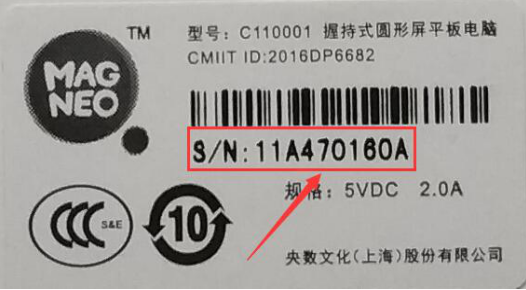 MAG
NEO
TM
型号: C110001 握持式圆形屏平板电脑
CMIIT ID:2016DP6682
S/N: 11A470160A
规格: 5VDC 2.0A
CCC S&E
10
央数文化(上海)股份有限公司